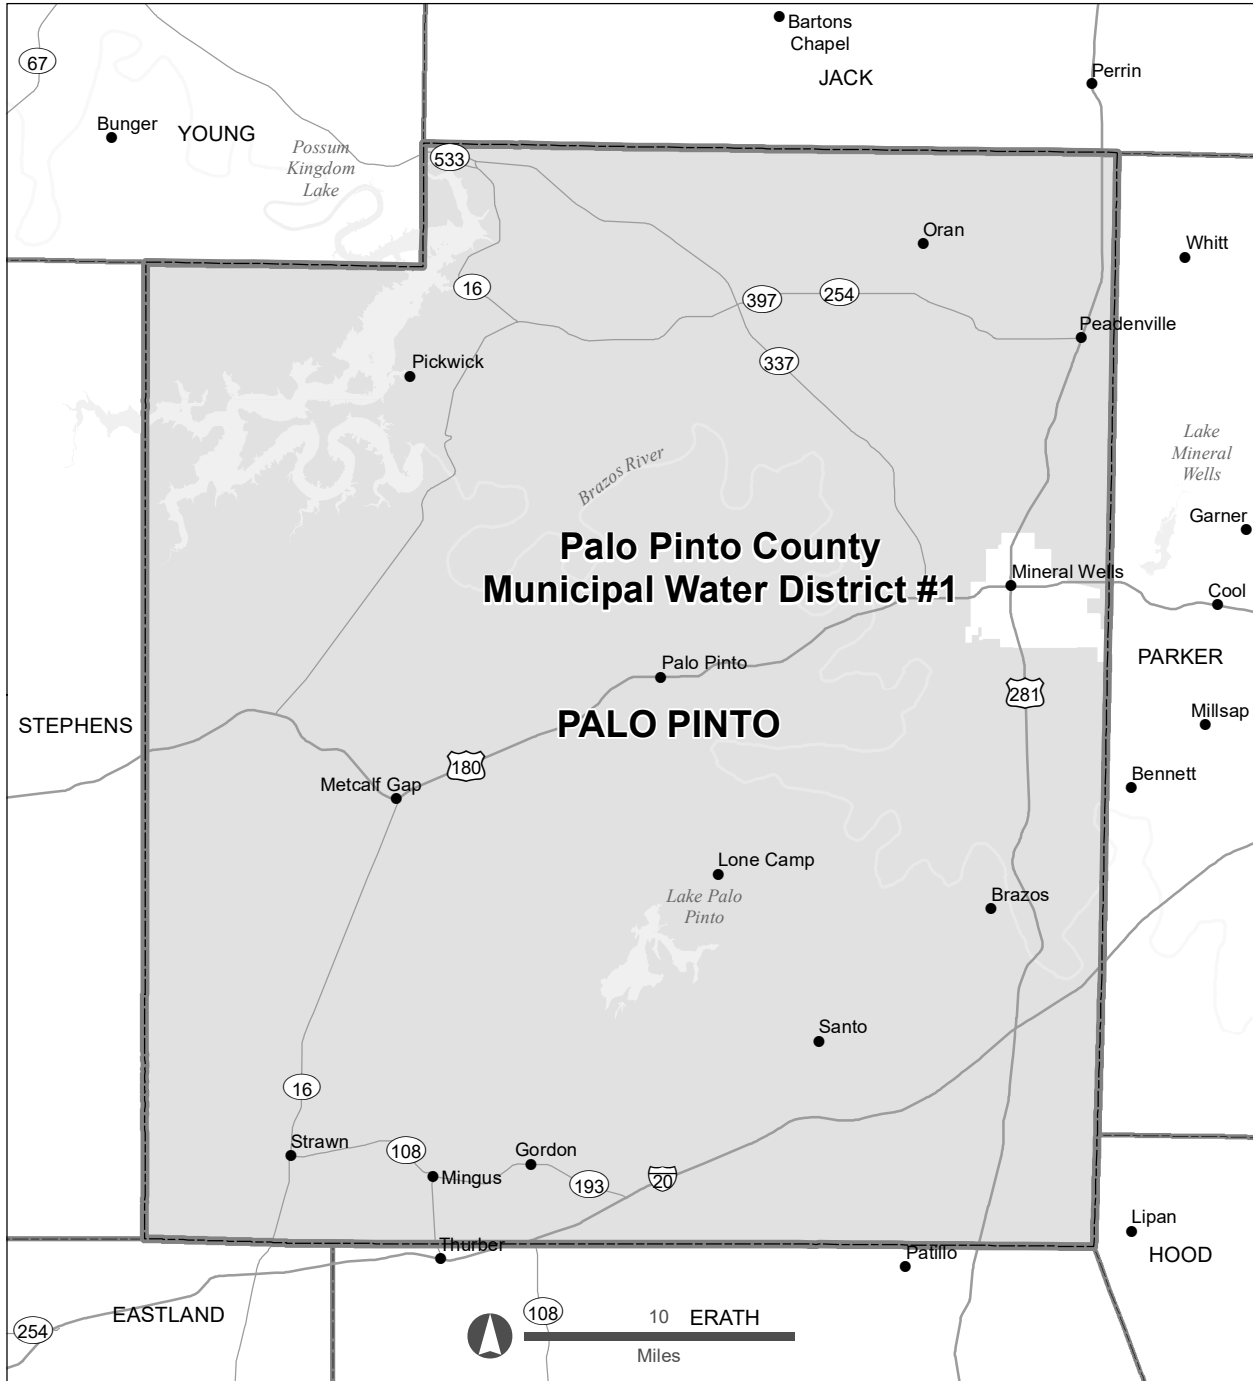 Bartons
Chapel
JACK
67
Perrin
Bunger
YOUNG
Possum
Kingdom
Lake
533
Oran
Whitt
16
397
254
Peadenville
Pickwick
337
Lake
Mineral
Wells
Brazos River
Garner
Palo Pinto County
Municipal Water District #1
Mineral Wells
Cool
Palo Pinto
PARKER
281
STEPHENS
PALO PINTO
Millsap
180
Metcalf Gap
Bennett
Lone Camp
Lake Palo
Pinto
Brazos
Santo
16
Strawn
108
Gordon
Mingus
193
20
Lipan
Thurber
Patillo
HOOD
EASTLAND
108
10
ERATH
254
Miles